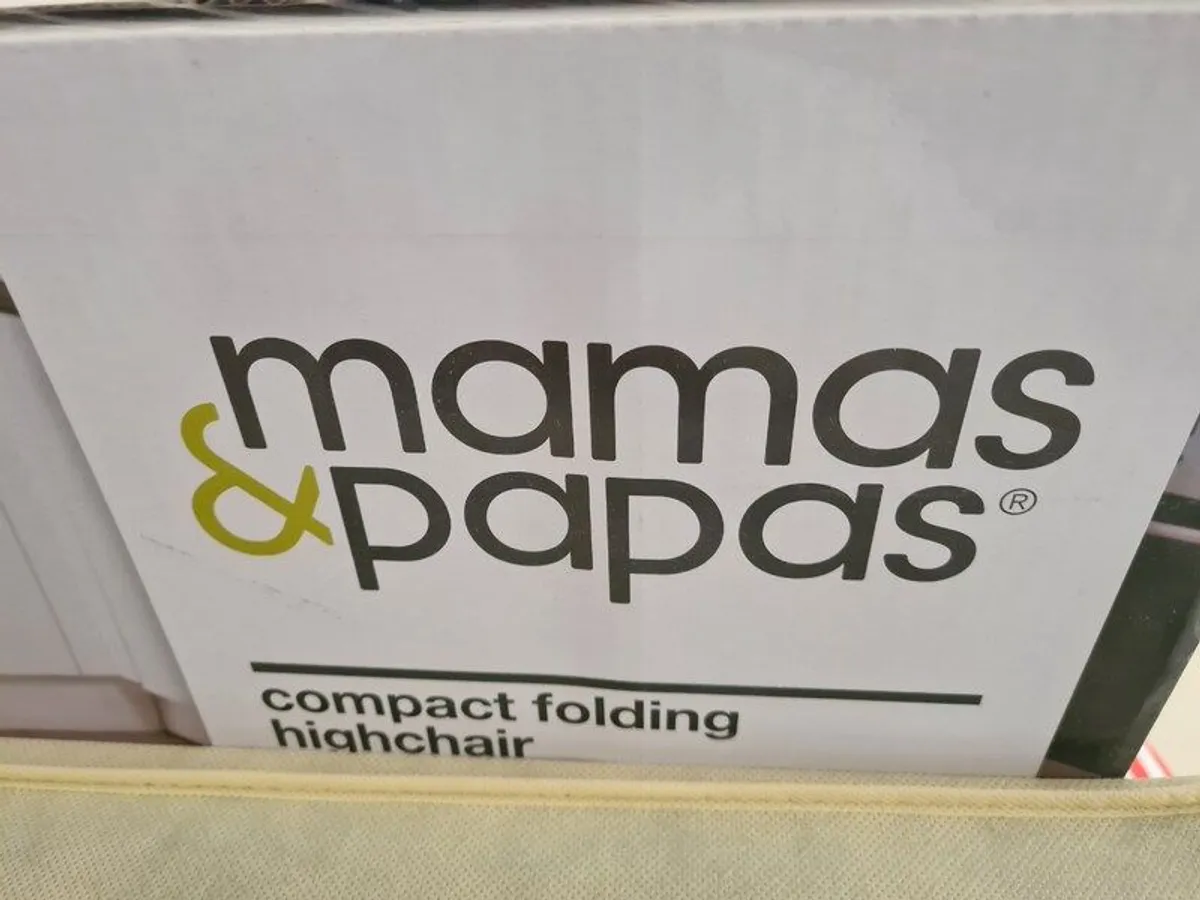 mamas
&papas®
compact folding
highchair